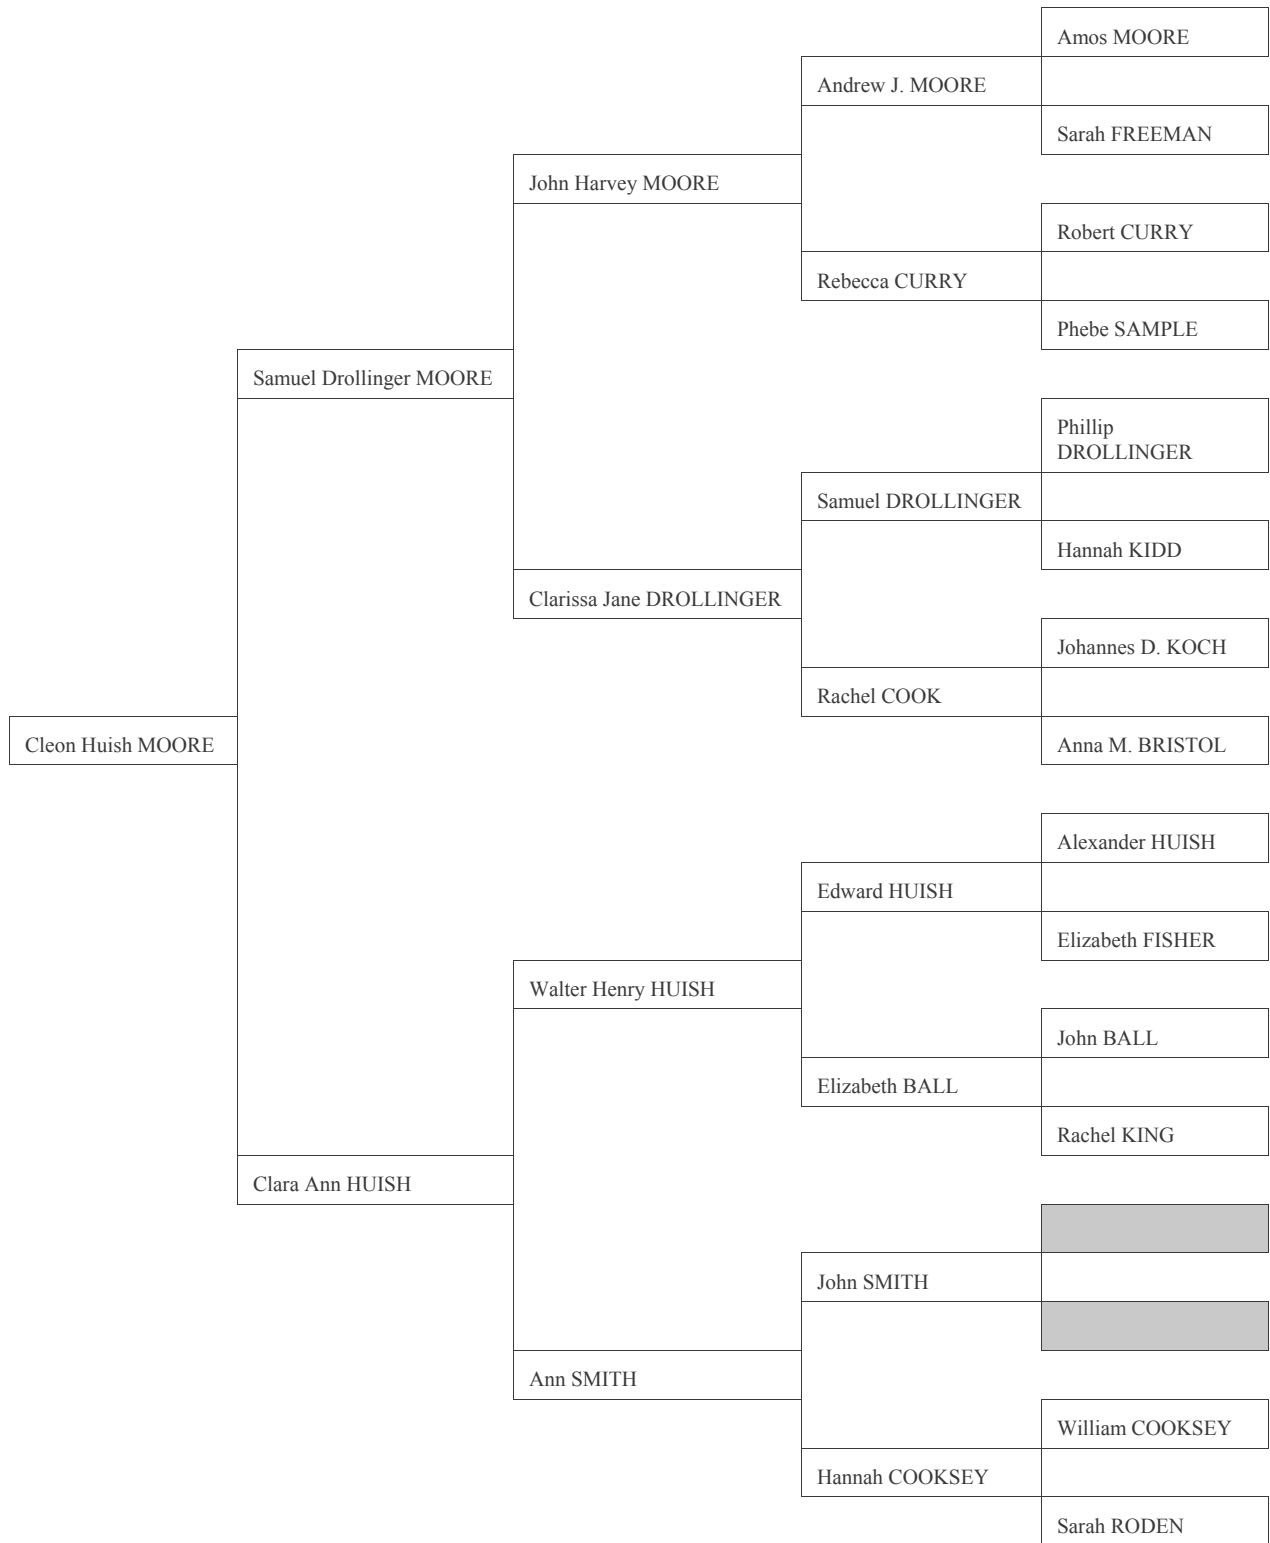 Amos MOORE
Andrew J. MOORE
Sarah FREEMAN
John Harvey MOORE
Robert CURRY
Rebecca CURRY
Phebe SAMPLE
Samuel Drollinger MOORE
Phillip
DROLLINGER
Samuel DROLLINGER
Hannah KIDD
Clarissa Jane DROLLINGER
Johannes D. KOCH
Rachel COOK
Cleon Huish MOORE
Anna M. BRISTOL
Alexander HUISH
Edward HUISH
Elizabeth FISHER
Walter Henry HUISH
John BALL
Elizabeth BALL
Rachel KING
Clara Ann HUISH
John SMITH
Ann SMITH
William COOKSEY
Hannah COOKSEY
Sarah RODEN